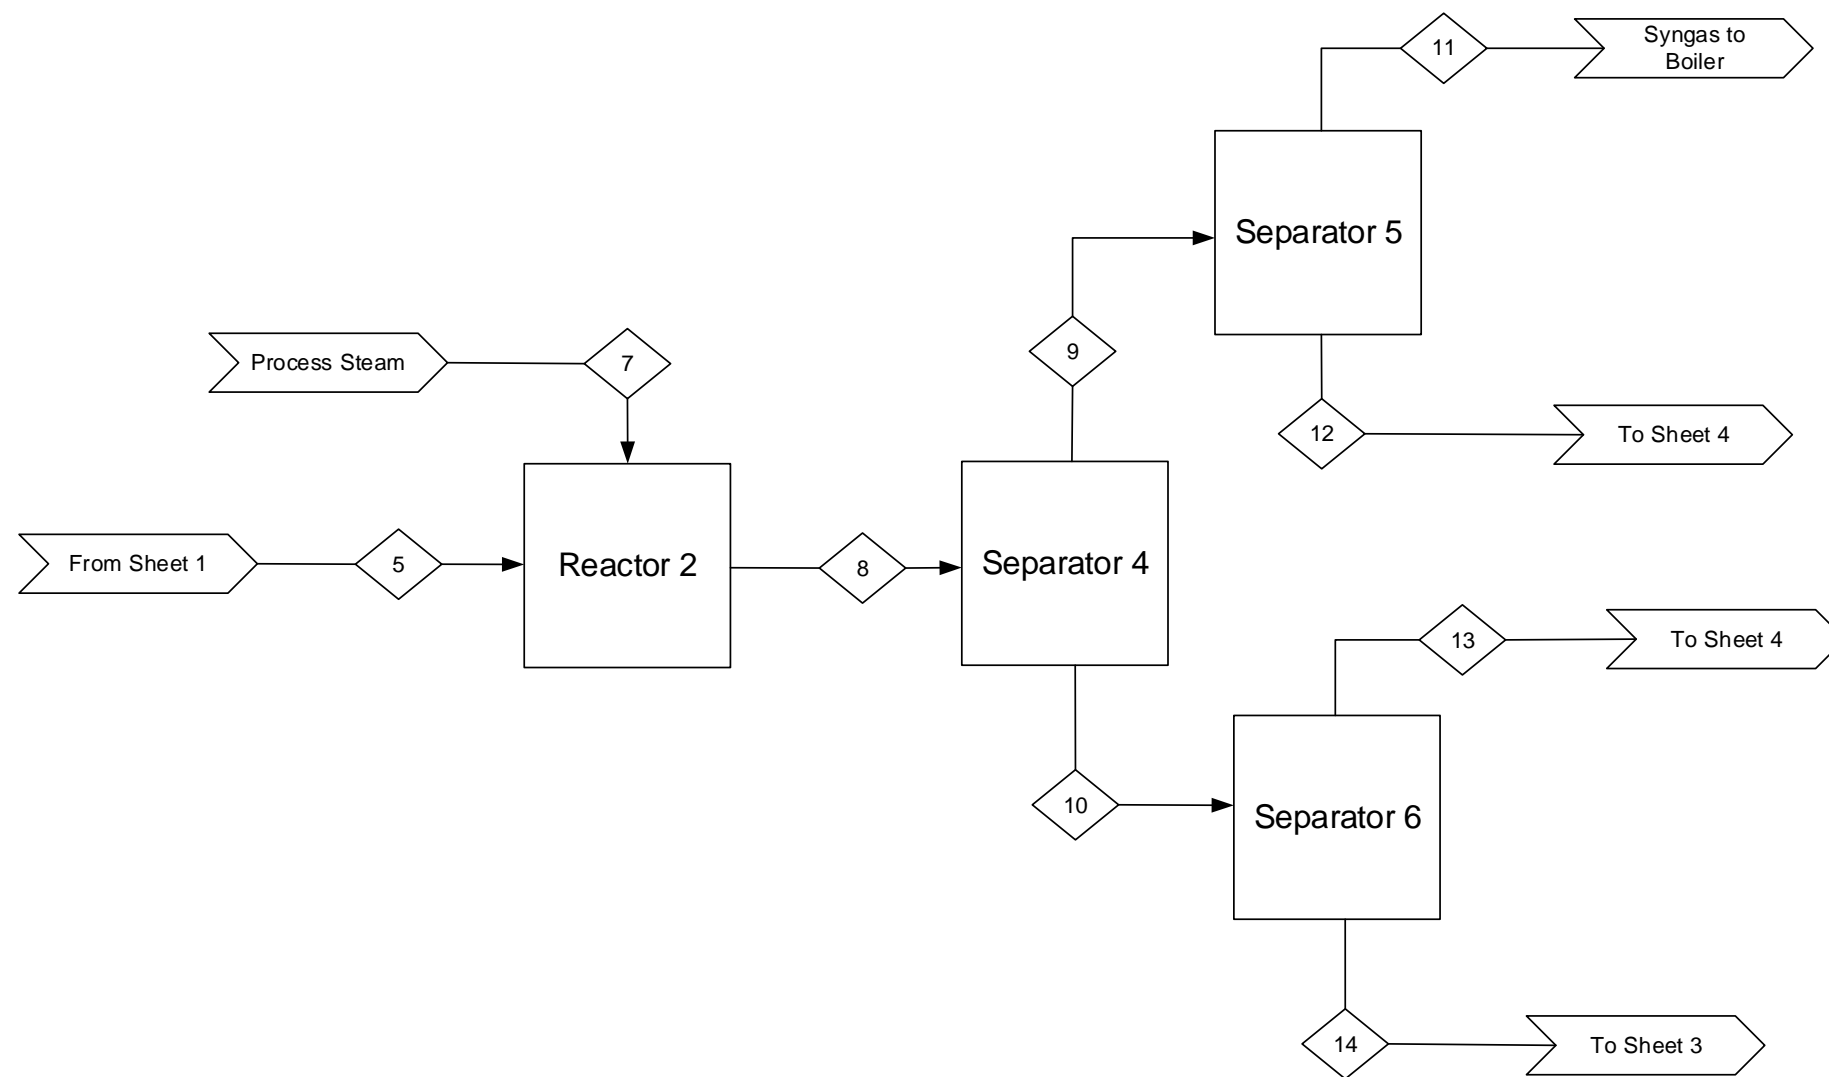 11
Syngas to
Boiler
Separator 5
Process Steam
7
9
12
To Sheet 4
From Sheet 1
5
Reactor 2
8
Separator 4
13
To Sheet 4
10
Separator 6
14
To Sheet 3